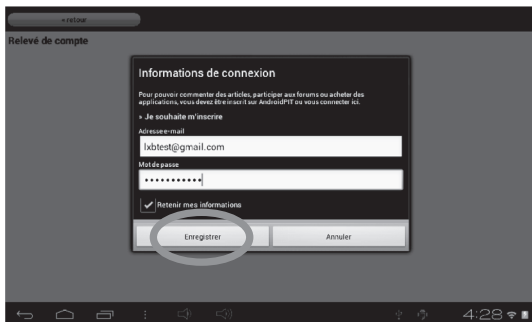 « retour
Relevé de compte
Informations de connexion
Pour pouvoir commenter des articles, participer aux forums ou acheter des
applications, vous devez être inscrit sur AndroidPIT ou vous connecter ici.
» Je souhaite m'inscrire
Adresse e-mail
lxbtest@gmail.com
Mot de passe
•••••••••••
Retenir mes informations
Enregistrer Annuler
4:28